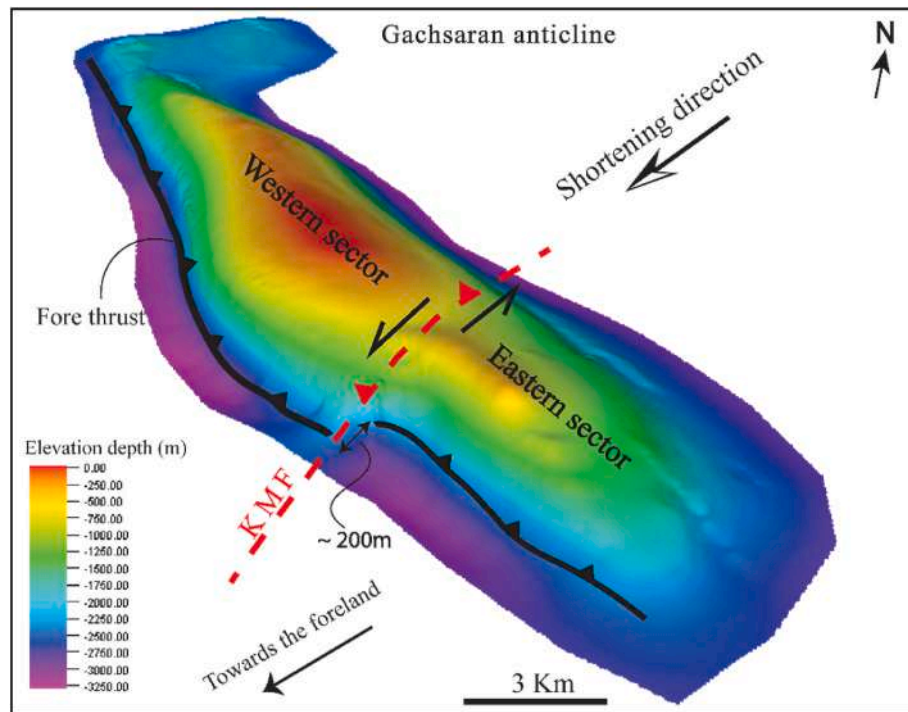 Gachsaran anticline
N
Shortening direction
Western sector
Eastern sector
Fore thrust
Elevation depth (m)
0.00
-250.00
-500.00
-750.00
-1000.00
-1250.00
-1500.00
-1750.00
-2000.00
-2250.00
-2500.00
-2750.00
-3000.00
-3250.00
KMF
~ 200m
Towards the foreland
3 Km